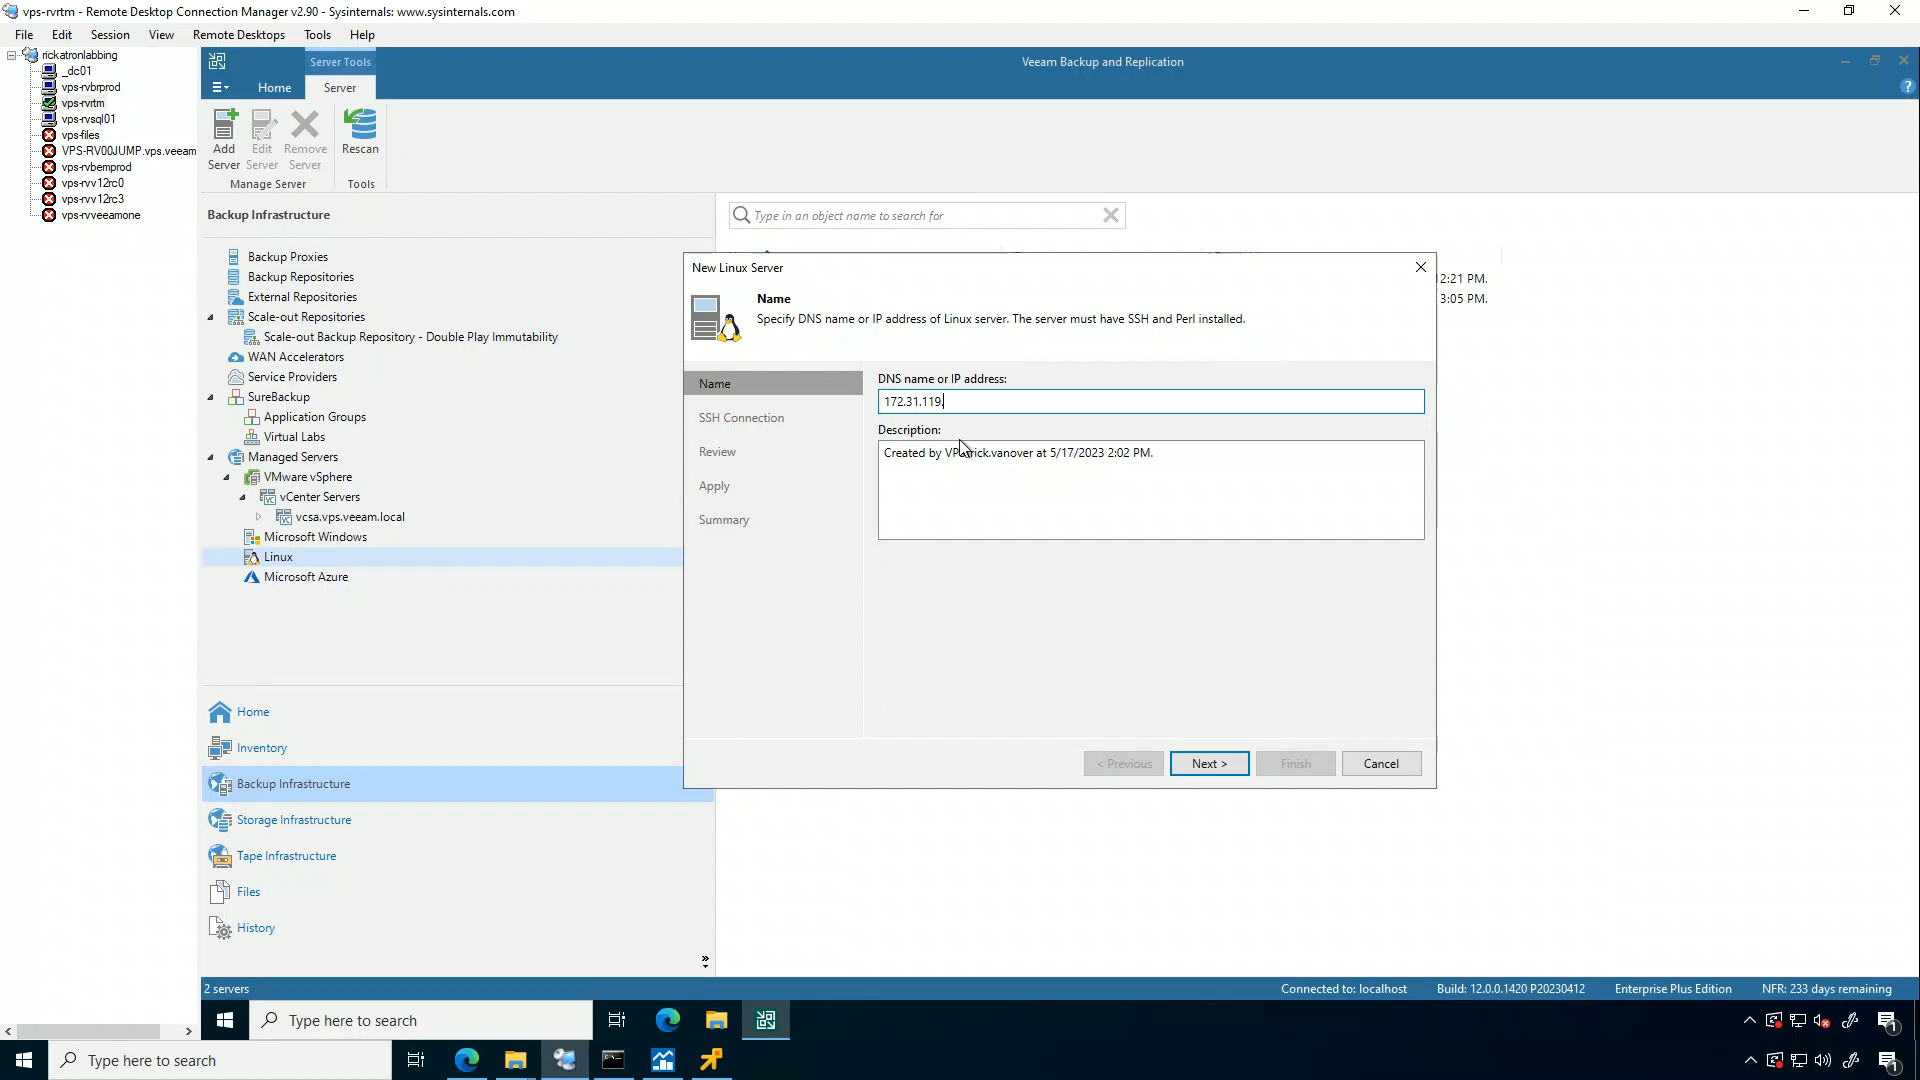 vps-rvrtm - Remote Desktop Connection Manager v2.90 - Sysinternals: www.sysinternals.com
File Edit Session View Remote Desktops Tools Help
rickatronlabbing
_dc01
vps-rvbrprod
vps-rvrtm
vps-rvsql01
vps-files
VPS-RV00JUMP.vps.veeam
vps-rvbemprod
vps-rvv12rc0
vps-rvv12rc3
vps-rvveeamone
Server Tools
Veeam Backup and Replication
Home Server
Add Server
Edit Server
Remove Server
Rescan
Manage Server
Tools
Backup Infrastructure
Type in an object name to search for
Backup Proxies
Backup Repositories
External Repositories
Scale-out Repositories
Scale-out Backup Repository - Double Play Immutability
WAN Accelerators
Service Providers
SureBackup
Application Groups
Virtual Labs
Managed Servers
VMware vSphere
vCenter Servers
vcsa.vps.veeam.local
Microsoft Windows
Linux
Microsoft Azure
Home
Inventory
Backup Infrastructure
Storage Infrastructure
Tape Infrastructure
Files
History
2:21 PM.
3:05 PM.
New Linux Server
Name
Specify DNS name or IP address of Linux server. The server must have SSH and Perl installed.
Name
SSH Connection
Review
Apply
Summary
DNS name or IP address:
172.31.119.
Description:
Created by VP rick.vanover at 5/17/2023 2:02 PM.
< Previous Next > Finish Cancel
2 servers
Connected to: localhost Build: 12.0.0.1420 P20230412 Enterprise Plus Edition NFR: 233 days remaining
Type here to search
1
Type here to search
1